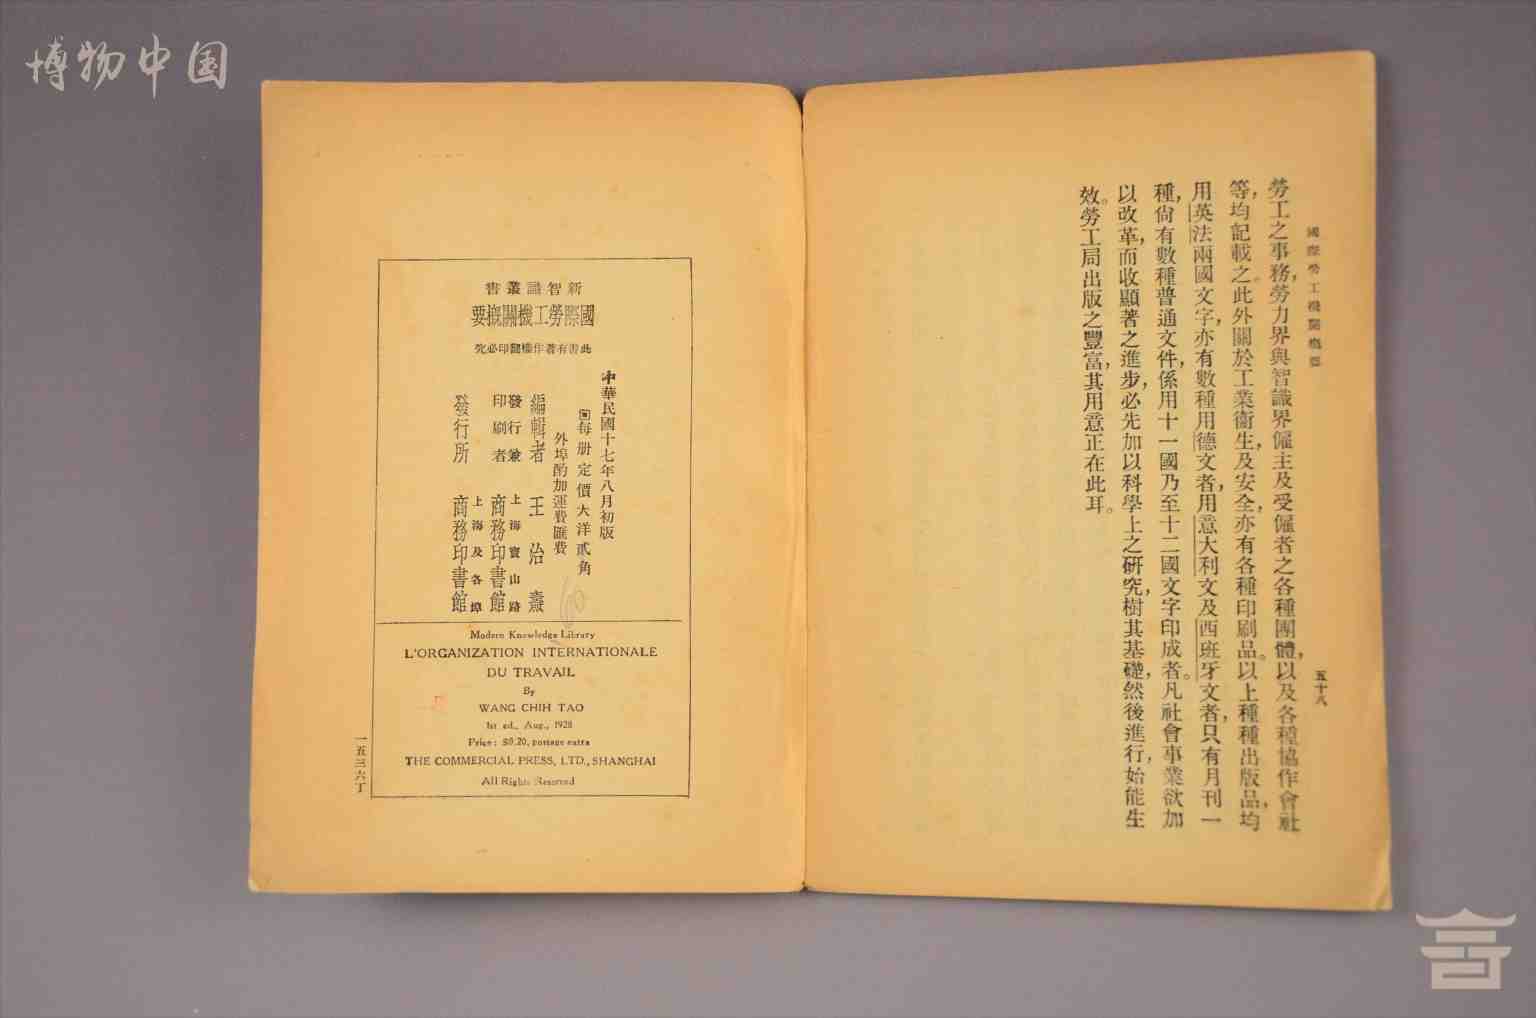 博物中国
國際勞工機關概要
五十八
勞工之事務,勞力界與智識界僱主及受僱者之各種團體,以及各種協作會社
等,均記載之。此外關於工業衞生,及安全,亦有各種印刷品。以上種種出版品,均
用英法兩國文字,亦有數種用德文者,用意大利文及西班牙文者,只有月刊一
種,尙有數種普通文件,係用十一國乃至十二國文字印成者。凡社會事業欲加
以改革,而收顯著之進步,必先加以科學上之研究,樹其基礎,然後進行,始能生
效。勞工局出版之豐富,其用意正在此耳。
書叢識智新
要概關機工勞際國
究必印翻權作著有書此
中華民國十七年八月初版
每册定價大洋貳角
外埠酌加運費匯費
編輯者 王治燾
發行兼印刷者 上海寶山路 商務印書館
發行所 上海及各埠 商務印書館
Modern Knowledge Library
L'ORGANIZATION INTERNATIONALE
DU TRAVAIL
By
WANG CHIH TAO
1st ed., Aug., 1928
Price: $0.20, postage extra
THE COMMERCIAL PRESS, LTD., SHANGHAI
All Rights Reserved
一五三六丁